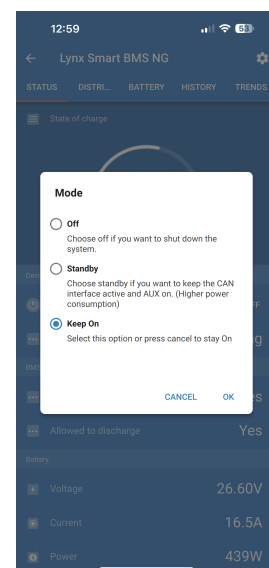 12:59
53
Lynx Smart BMS NG
STATUS DISTRI... BATTERY HISTORY TRENDS
State of charge
Mode
Off
Choose off if you want to shut down the
system.
Standby
Choose standby if you want to keep the CAN
interface active and AUX on. (Higher power
consumption)
Keep On
Select this option or press cancel to stay On
CANCEL OK
Allowed to discharge Yes
Battery
Voltage 26.60V
Current 16.5A
Power 439W